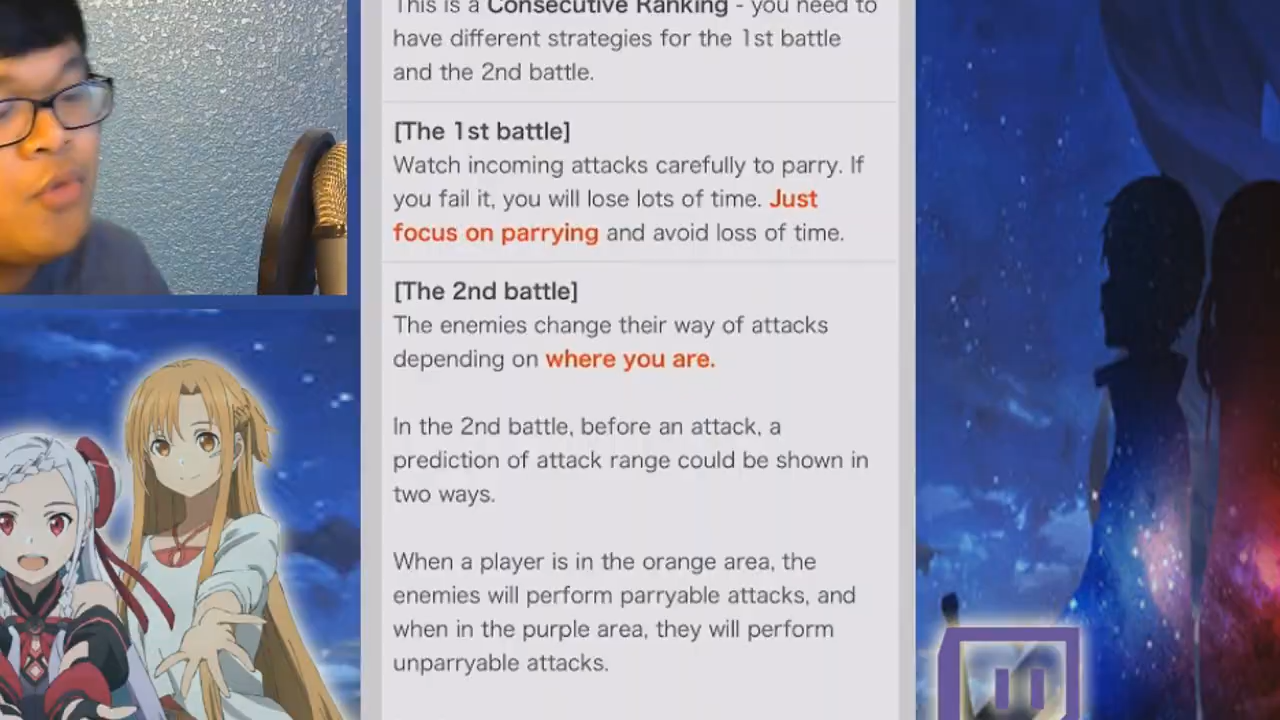 This is a Consecutive Ranking - you need to
have different strategies for the 1st battle
and the 2nd battle.
[The 1st battle]
Watch incoming attacks carefully to parry. If
you fail it, you will lose lots of time. Just
focus on parrying and avoid loss of time.
[The 2nd battle]
The enemies change their way of attacks
depending on where you are.
In the 2nd battle, before an attack, a
prediction of attack range could be shown in
two ways.
When a player is in the orange area, the
enemies will perform parryable attacks, and
when in the purple area, they will perform
unparryable attacks.